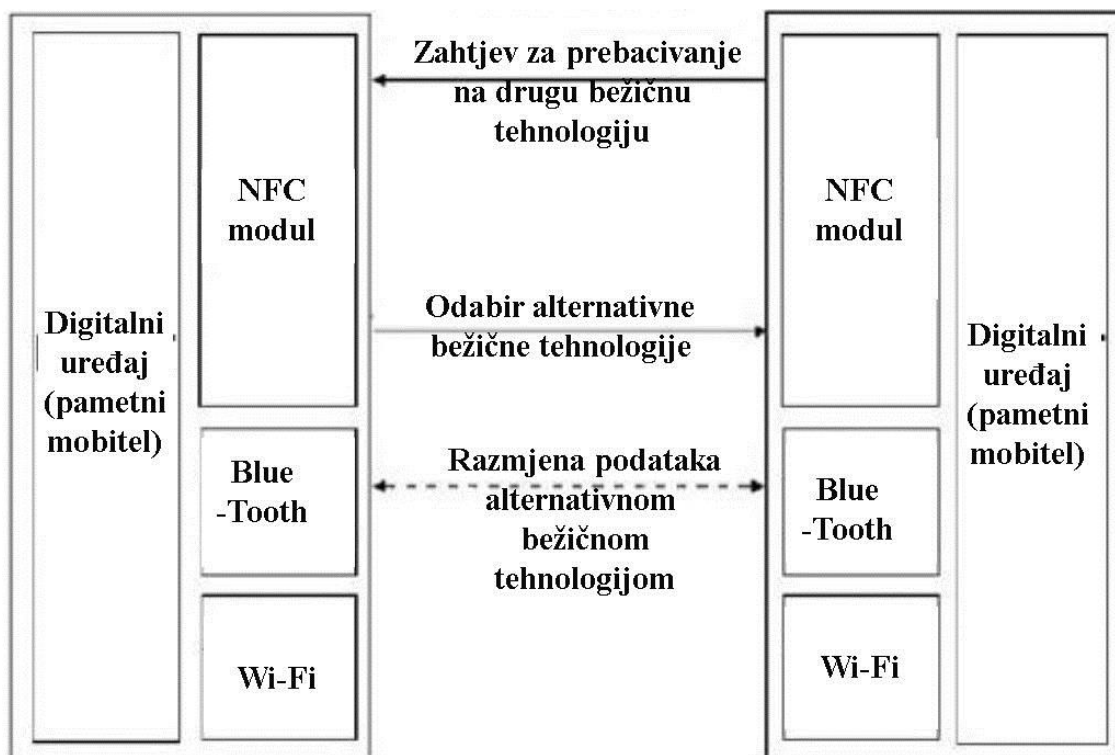 Digitalni
uređaj
(pametni
mobitel)
NFC
modul
Blue
-Tooth
Wi-Fi
Zahtjev za prebacivanje
na drugu bežičnu
tehnologiju
Odabir alternativne
bežične tehnologije
Razmjena podataka
alternativnom
bežičnom
tehnologijom
NFC
modul
Blue
-Tooth
Wi-Fi
Digitalni
uređaj
(pametni
mobitel)